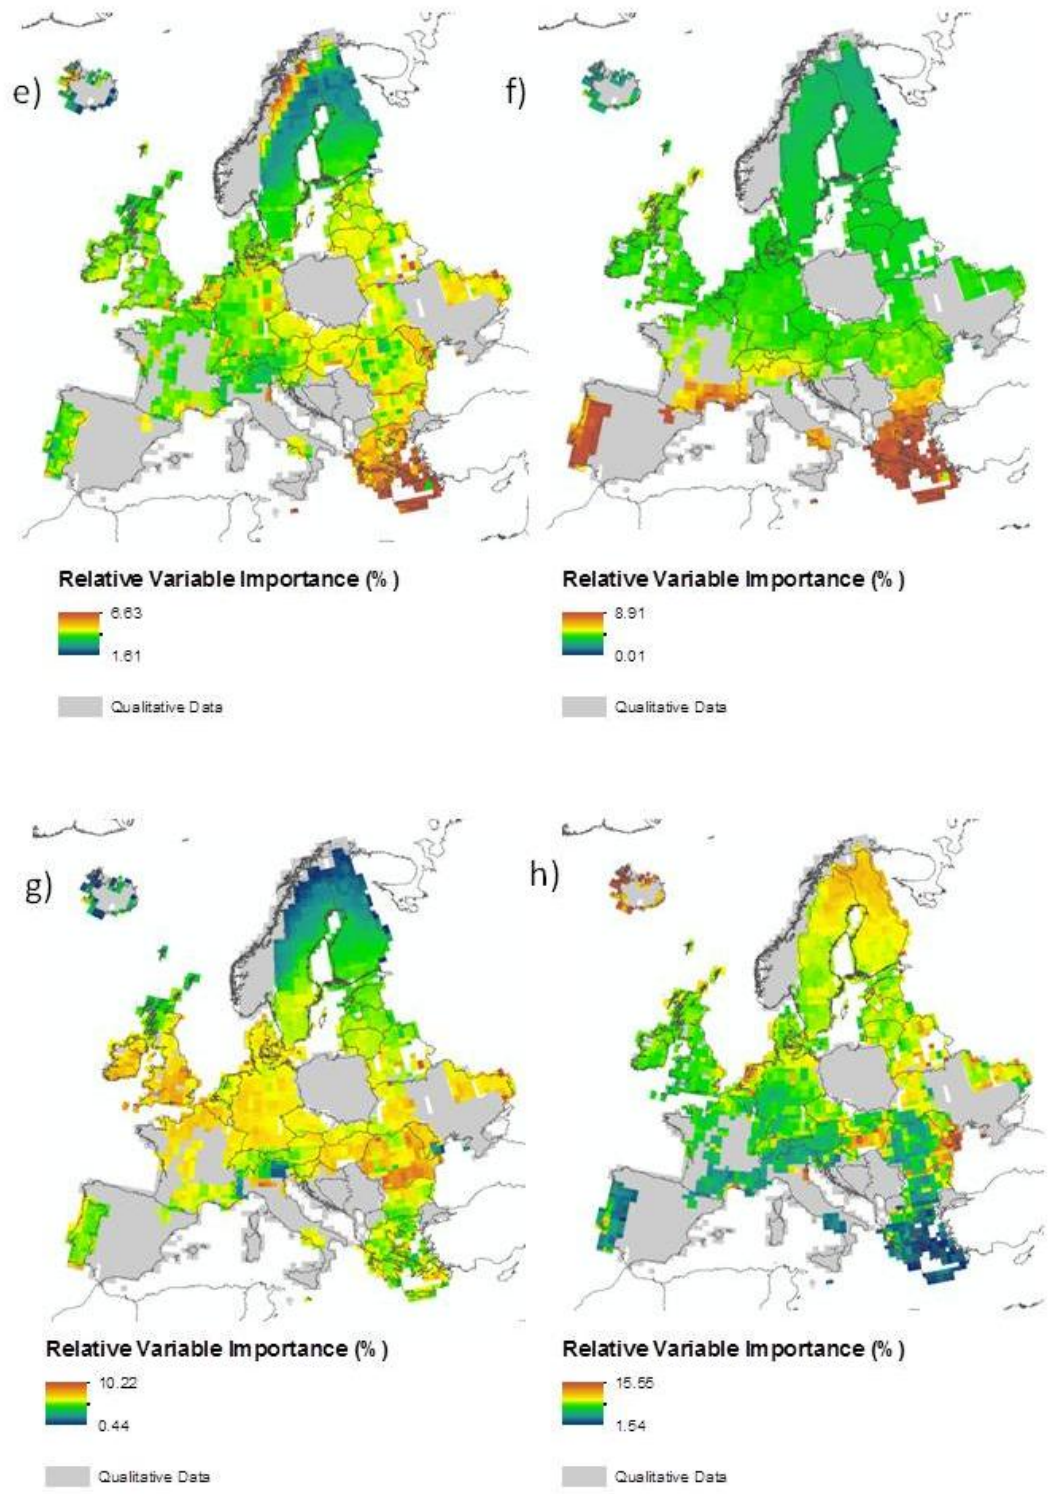 e)
f)
Relative Variable Importance (%)
6.63
1.61
Qualitative Data
Relative Variable Importance (%)
8.91
0.01
Qualitative Data
g)
h)
Relative Variable Importance (%)
10.22
0.44
Qualitative Data
Relative Variable Importance (%)
15.55
1.54
Qualitative Data